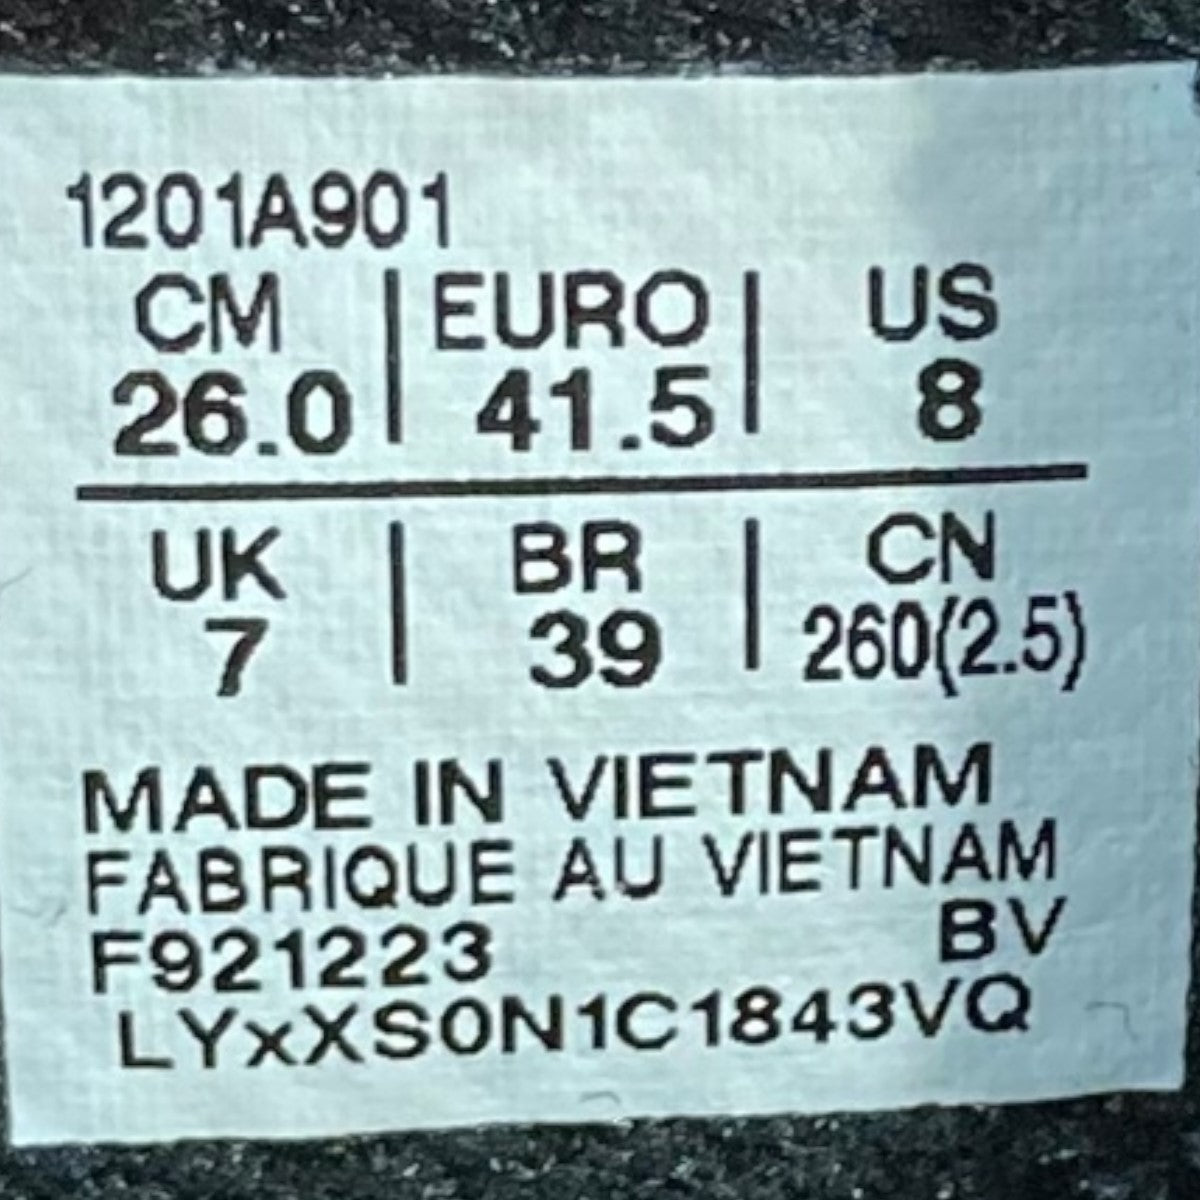 1201A901
CM | EURO | US
26.0 | 41.5 | 8
UK | BR | CN
7 | 39 | 260(2.5)
MADE IN VIETNAM
FABRIQUE AU VIETNAM
F921223 BV
LYxXS0N1C1843VQ